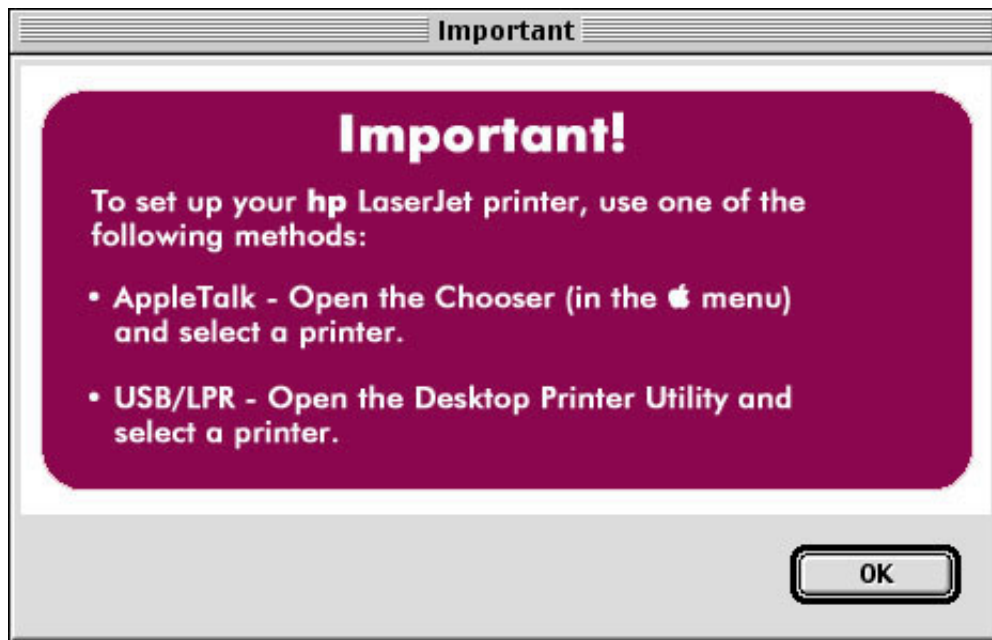 Important
Important!
To set up your hp LaserJet printer, use one of the
following methods:
• AppleTalk - Open the Chooser (in the  menu)
and select a printer.
• USB/LPR - Open the Desktop Printer Utility and
select a printer.
OK